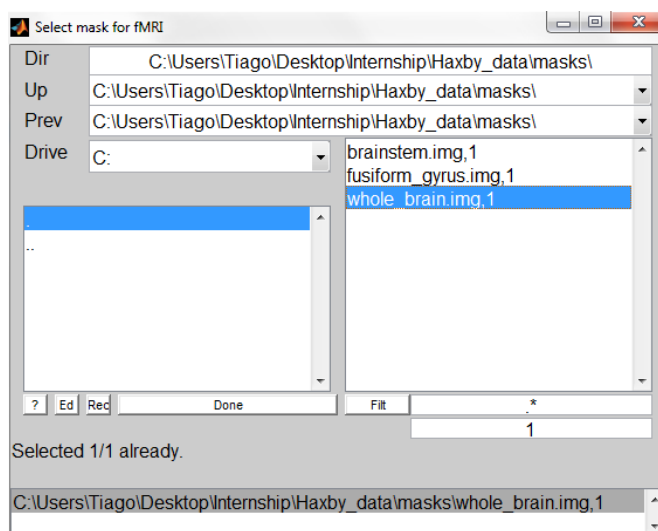 Select mask for fMRI
Dir C:\Users\Tiago\Desktop\Internship\Haxby_data\masks\
Up C:\Users\Tiago\Desktop\Internship\Haxby_data\masks\
Prev C:\Users\Tiago\Desktop\Internship\Haxby_data\masks\
Drive C:
brainstem.img,1
fusiform_gyrus.img,1
whole_brain.img,1
.
..
? Ed Rec Done Filt .*
1
Selected 1/1 already.
C:\Users\Tiago\Desktop\Internship\Haxby_data\masks\whole_brain.img,1